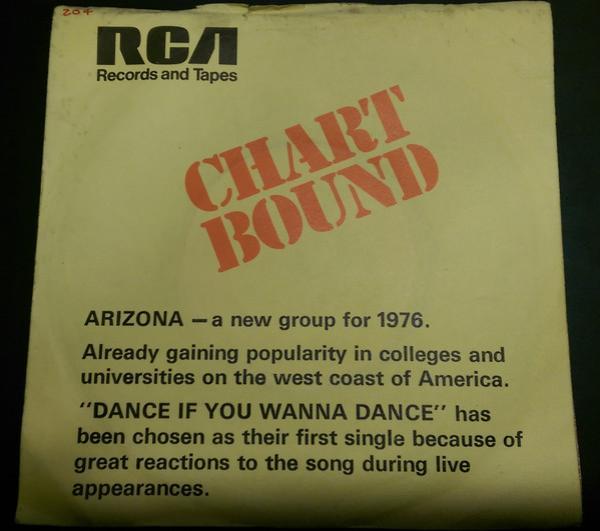 204
RCA
Records and Tapes
CHART
BOUND
ARIZONA — a new group for 1976.
Already gaining popularity in colleges and
universities on the west coast of America.
"DANCE IF YOU WANNA DANCE" has
been chosen as their first single because of
great reactions to the song during live
appearances.